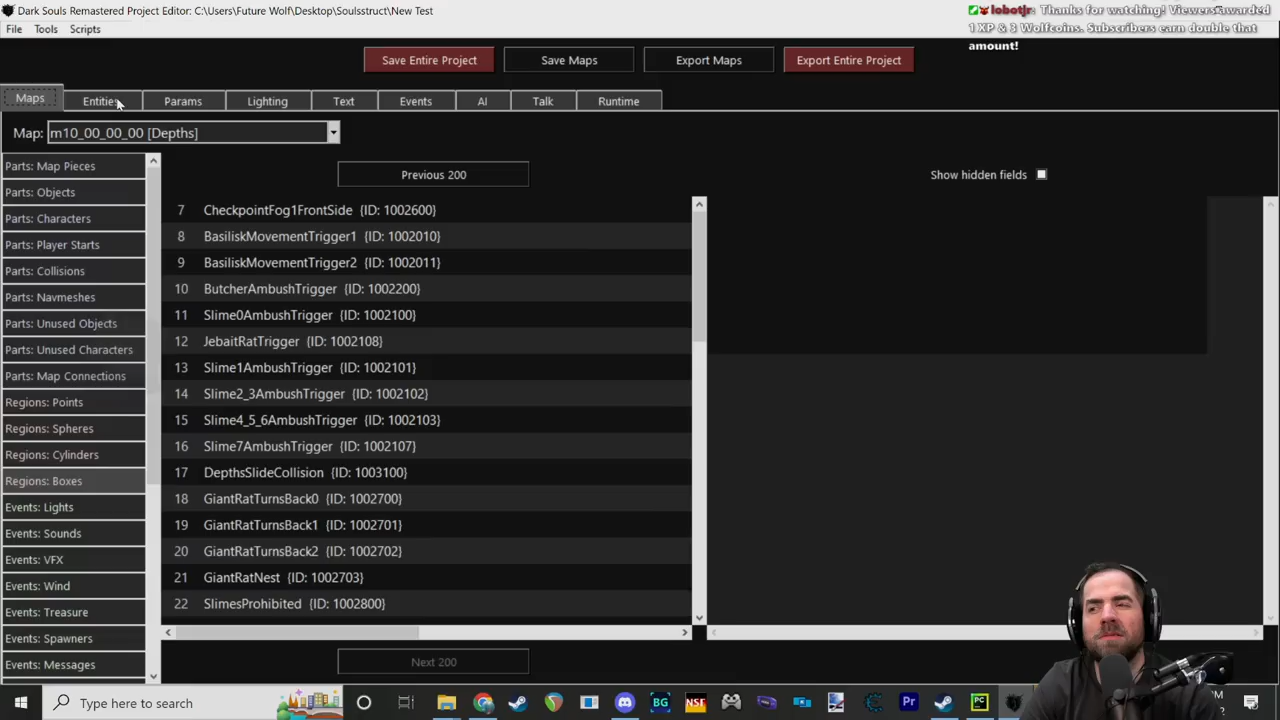 Dark Souls Remastered Project Editor: C:\Users\Future Wolf\Desktop\Soulsstruct\New Test
lobotjr: Thanks for watching! Viewers awarded
1 XP & 3 Wolfcoins. Subscribers earn double that
amount!
File Tools Scripts
Save Entire Project Save Maps Export Maps Export Entire Project
Maps Entities Params Lighting Text Events AI Talk Runtime
Map: m10_00_00_00 [Depths]
Parts: Map Pieces
Parts: Objects
Parts: Characters
Parts: Player Starts
Parts: Collisions
Parts: Navmeshes
Parts: Unused Objects
Parts: Unused Characters
Parts: Map Connections
Regions: Points
Regions: Spheres
Regions: Cylinders
Regions: Boxes
Events: Lights
Events: Sounds
Events: VFX
Events: Wind
Events: Treasure
Events: Spawners
Events: Messages
Previous 200
Show hidden fields
7 CheckpointFog1FrontSide {ID: 1002600}
8 BasiliskMovementTrigger1 {ID: 1002010}
9 BasiliskMovementTrigger2 {ID: 1002011}
10 ButcherAmbushTrigger {ID: 1002200}
11 Slime0AmbushTrigger {ID: 1002100}
12 JebaitRatTrigger {ID: 1002108}
13 Slime1AmbushTrigger {ID: 1002101}
14 Slime2_3AmbushTrigger {ID: 1002102}
15 Slime4_5_6AmbushTrigger {ID: 1002103}
16 Slime7AmbushTrigger {ID: 1002107}
17 DepthsSlideCollision {ID: 1003100}
18 GiantRatTurnsBack0 {ID: 1002700}
19 GiantRatTurnsBack1 {ID: 1002701}
20 GiantRatTurnsBack2 {ID: 1002702}
21 GiantRatNest {ID: 1002703}
22 SlimesProhibited {ID: 1002800}
Next 200
Type here to search
BG
NSF
Pr
PC